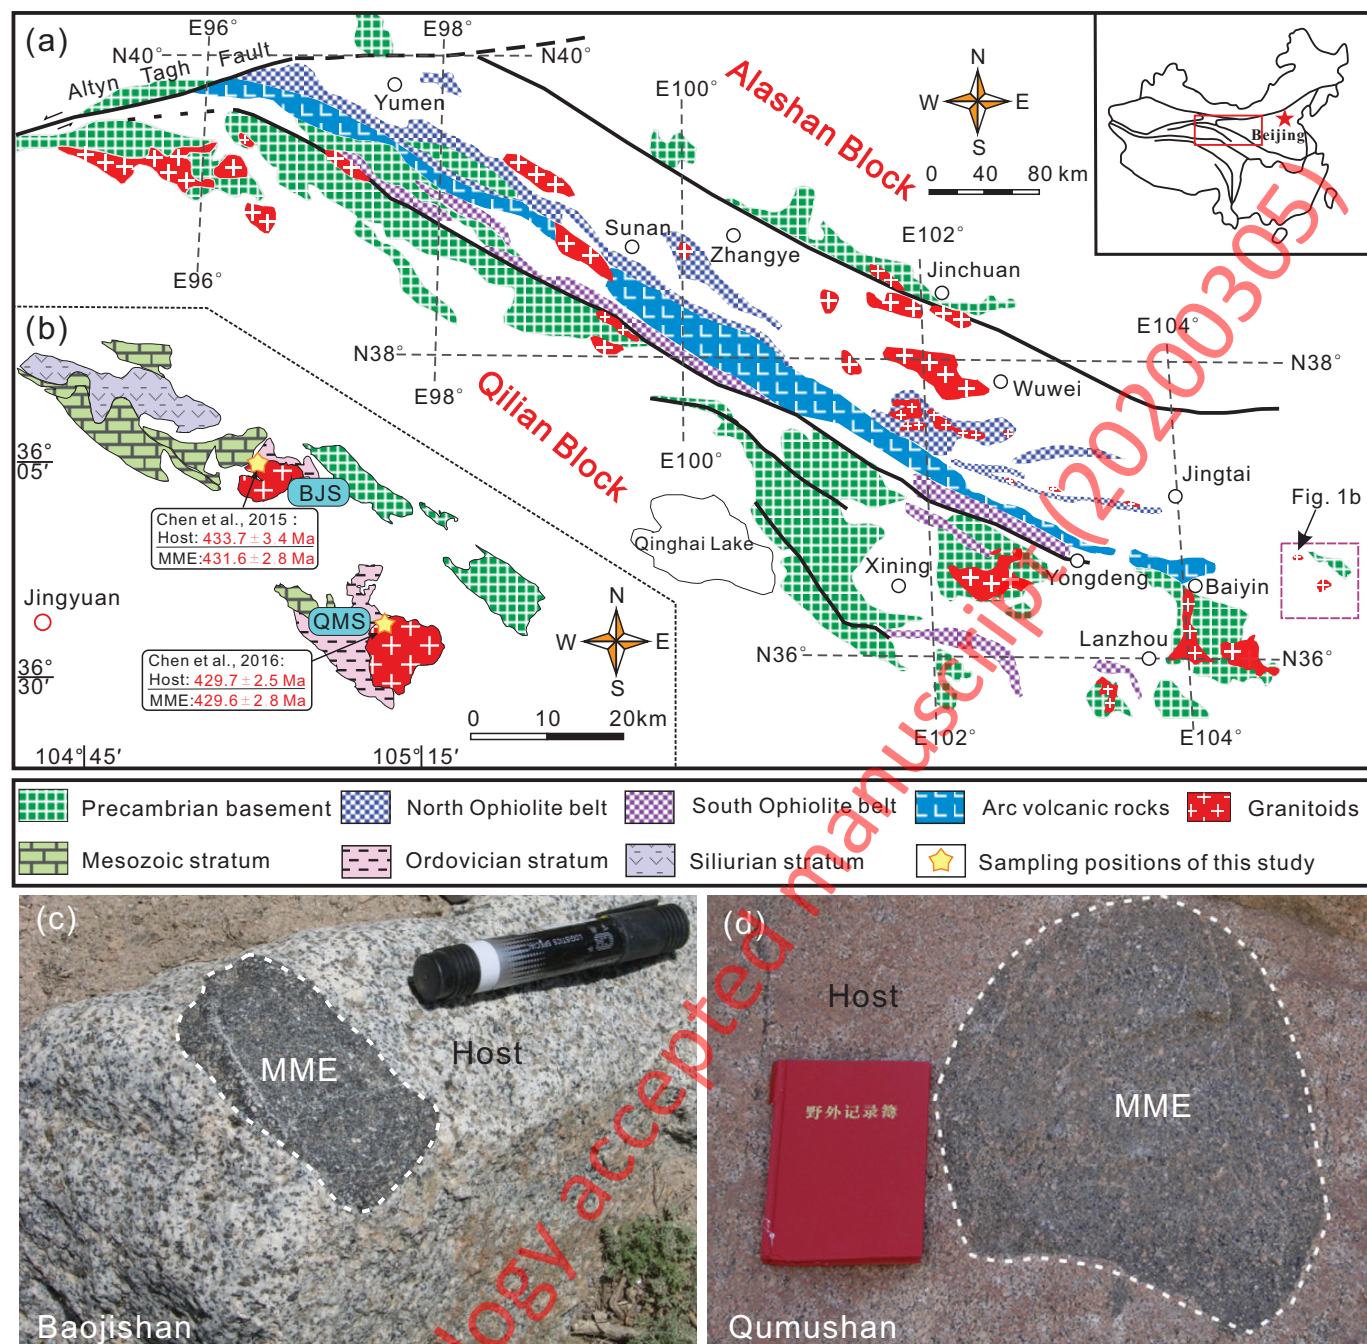 (a)
E96°
E98°
N40°
N40°
Altyn Tagh Fault
Yumen
E100°
Alashan Block
N
W E
S
0 40 80 km
Beijing
Sunan
Zhangye
E102°
Jinchuan
E96°
(b)
N38°
E104°
N38°
E98°
Qilian Block
Wuwei
36°
05′
BJS
E100°
Jingtai
Fig. 1b
Chen et al., 2015 :
Host: 433.7±3.4 Ma
MME:431.6±2.8 Ma
Qinghai Lake
Xining
Yongdeng
Baiyin
Jingyuan
QMS
N
W E
S
Lanzhou
N36°
N36°
Chen et al., 2016:
Host: 429.7±2.5 Ma
MME:429.6±2.8 Ma
36°
30′
0 10 20km
E102°
E104°
104°45′
105°15′
Precambrian basement
North Ophiolite belt
South Ophiolite belt
Arc volcanic rocks
Granitoids
Mesozoic stratum
Ordovician stratum
Siliurian stratum
Sampling positions of this study
(c)
LOGISTICS SPECIAL
MME
Host
Baojishan
(d)
Host
MME
野外记录簿
Qumushan
logy accepted manuscript (20200305)